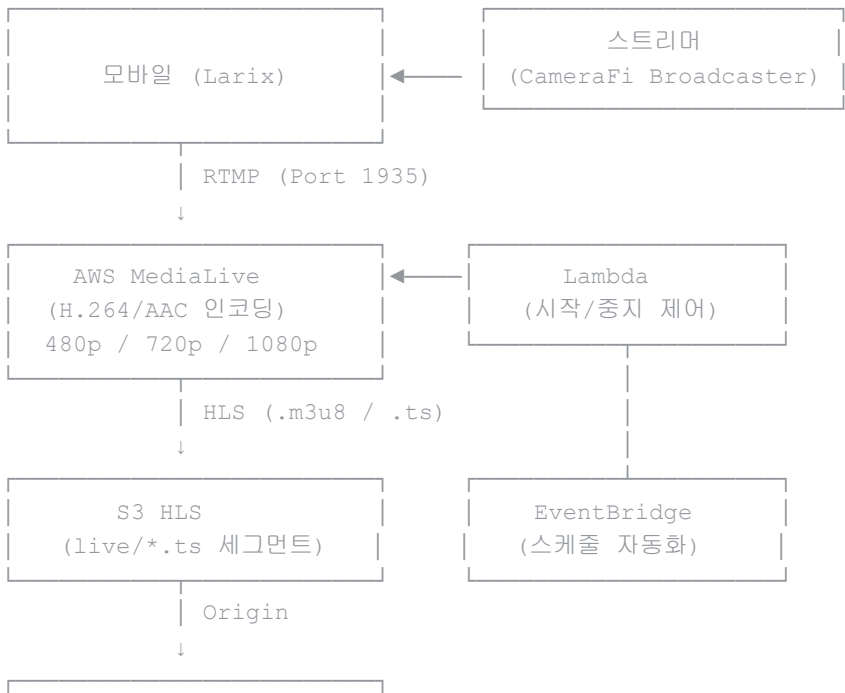 스트리머
모바일 (Larix)
(CameraFi Broadcaster)
RTMP (Port 1935)
AWS MediaLive
Lambda
(H.264/AAC 인코딩)
(시작/중지 제어)
480p / 720p / 1080p
HLS (.m3u8 / .ts)
S3 HLS
EventBridge
(live/*.ts 세그먼트)
(스케줄 자동화)
Origin